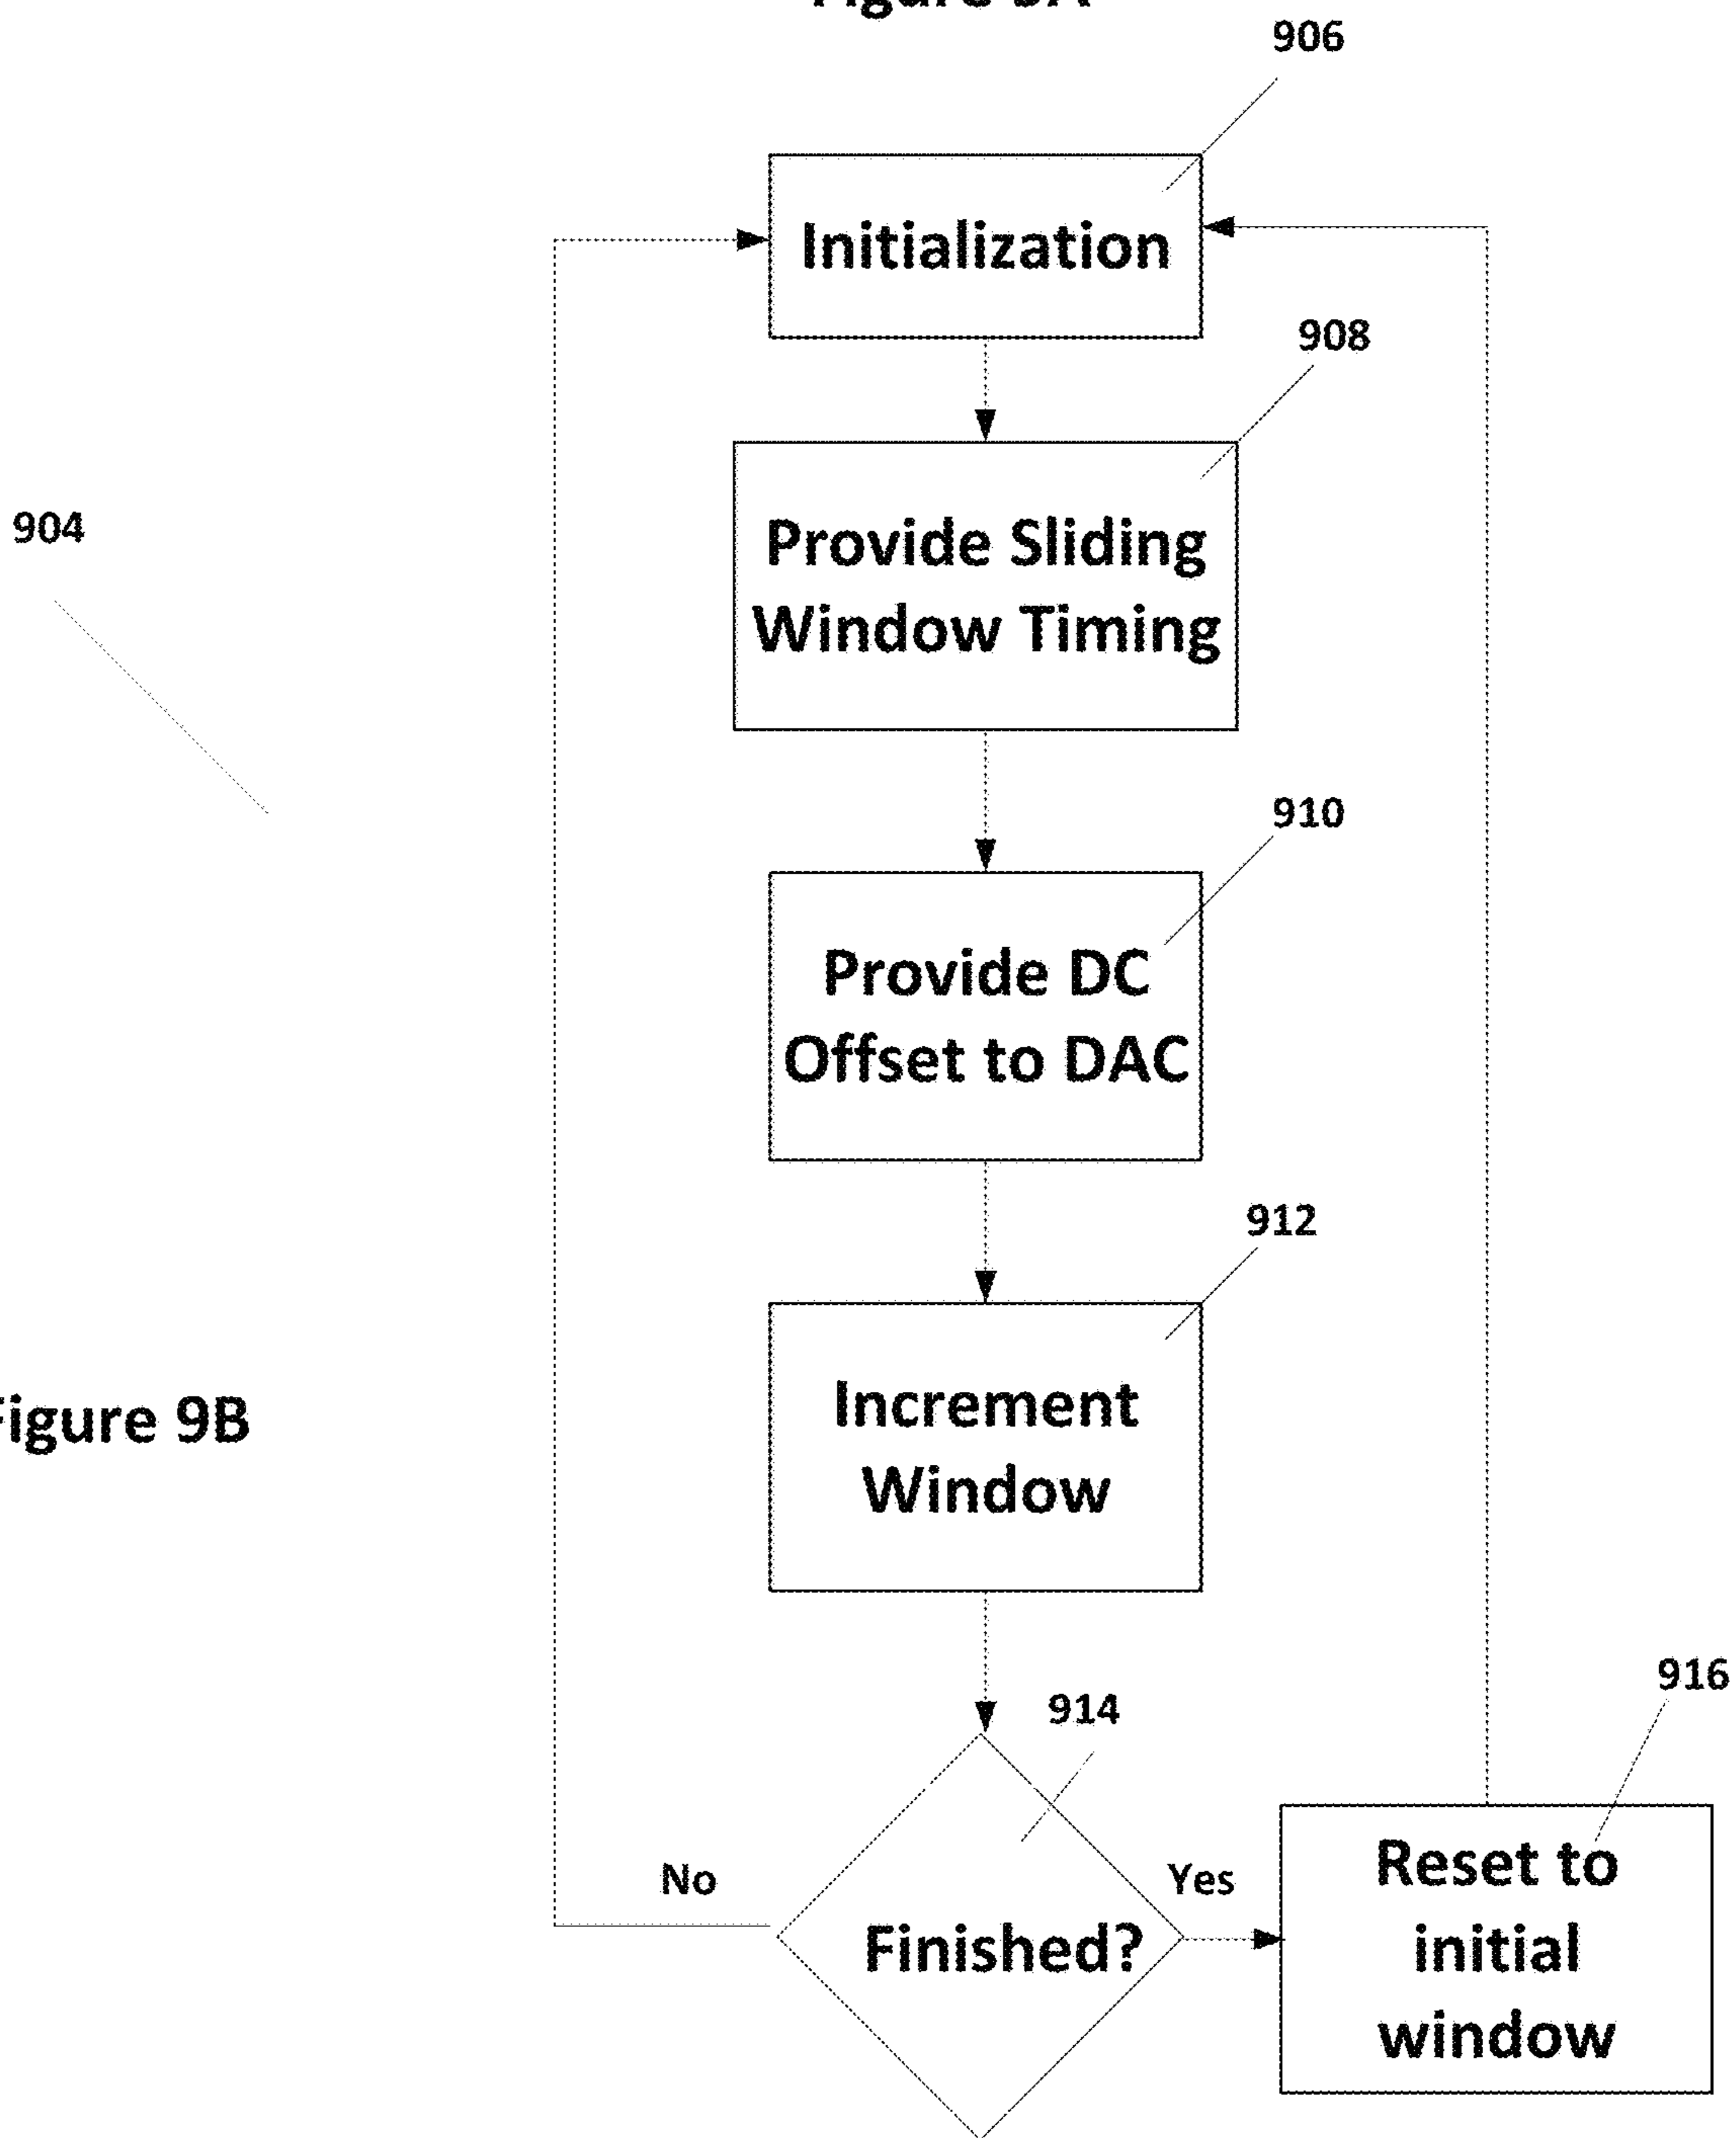 906
Initialization
908
Provide Sliding
Window Timing
904
910
Provide DC
Offset to DAC
912
Increment
Window
Figure 9B
914
916
No
Yes
Finished?
Reset to
initial
window